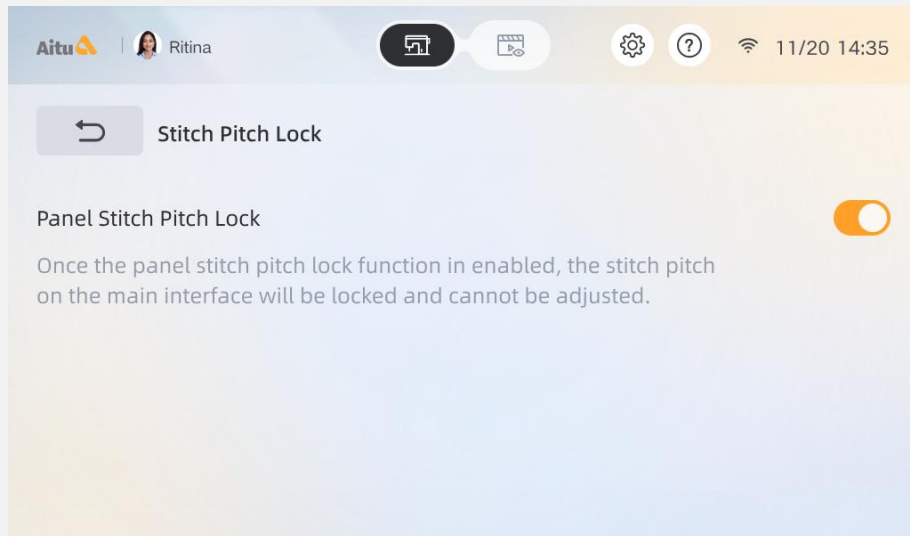 Aitu
Ritina
11/20 14:35
Stitch Pitch Lock
Panel Stitch Pitch Lock
Once the panel stitch pitch lock function in enabled, the stitch pitch
on the main interface will be locked and cannot be adjusted.